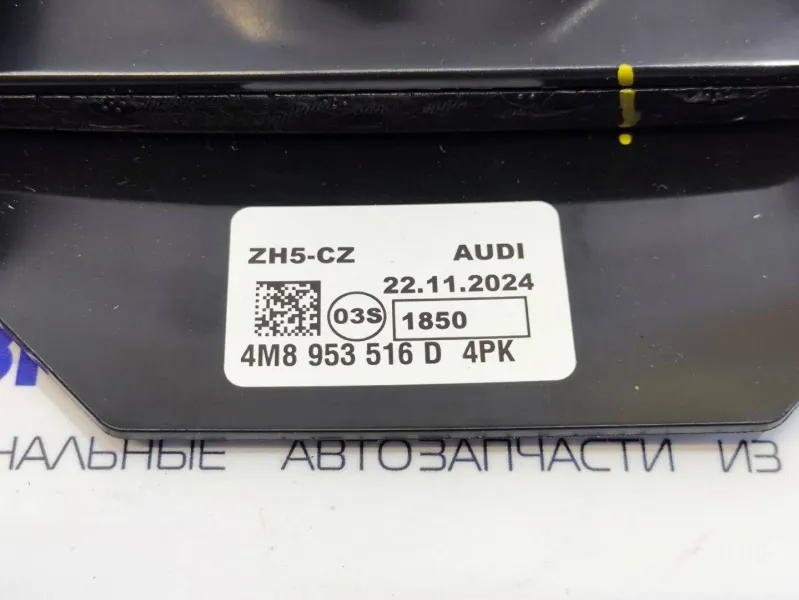 ZH5-CZ AUDI
22.11.2024
03S 1850
4M8 953 516 D 4PK
НАЛЬНЫЕ АВТОЗАПЧАСТИ ИЗ